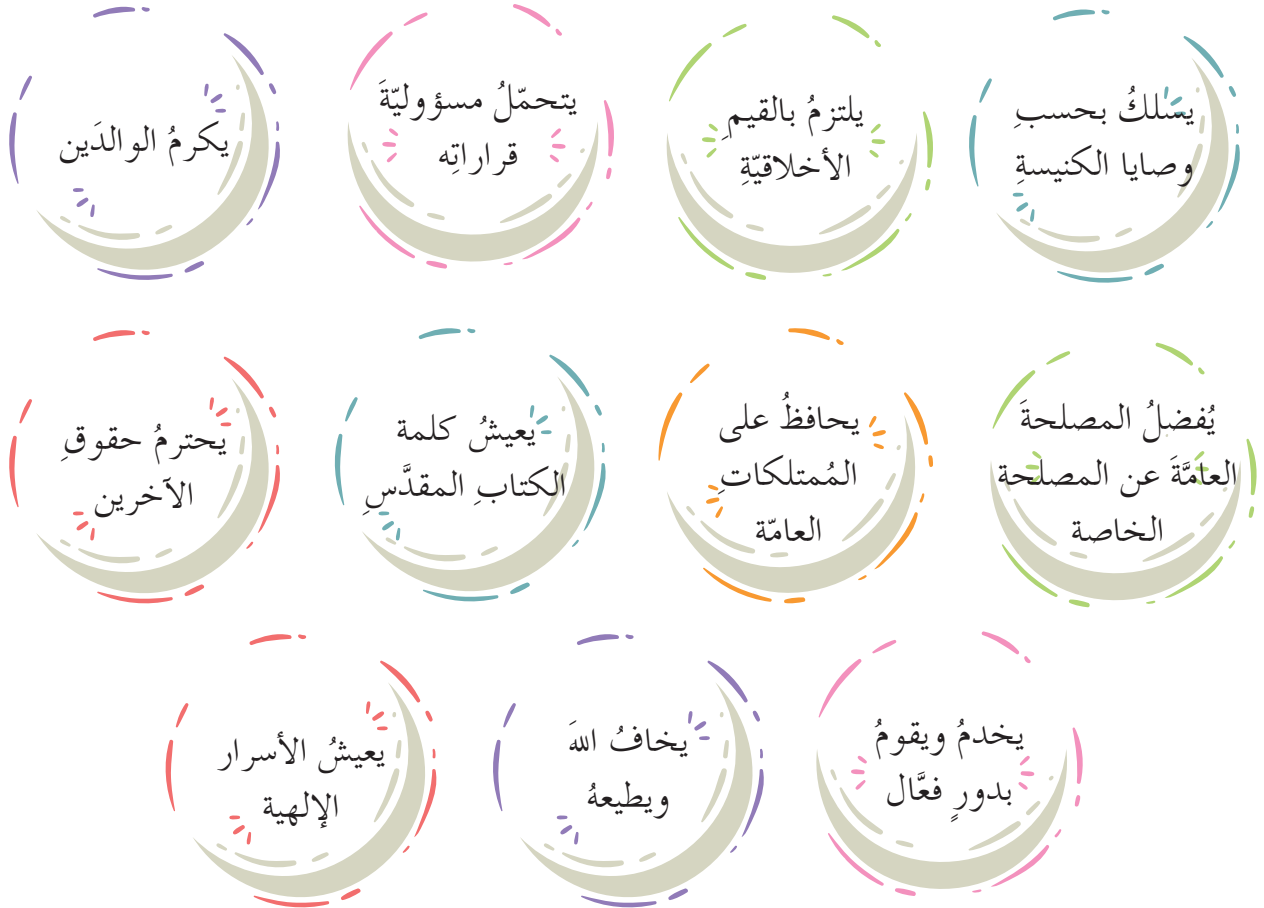 يسلكُ بحسبِ
وصايا الكنيسةِ
يلتزمُ بالقيمِ
الأخلاقيّةِ
يتحمّلُ مسؤوليّةَ
قراراتِه
يكرمُ الوالدَين
يُفضلُ المصلحةَ
العامَّةَ عن المصلحة
الخاصة
يحافظُ على
المُمتلكاتِ
العامّة
يعيشُ كلمة
الكتابِ المقدَّسِ
يحترمُ حقوقِ
الآخرين
يخدمُ ويقومُ
بدورٍ فعَّال
يخافُ اللهَ
ويطيعهُ
يعيشُ الأسرار
الإلهية